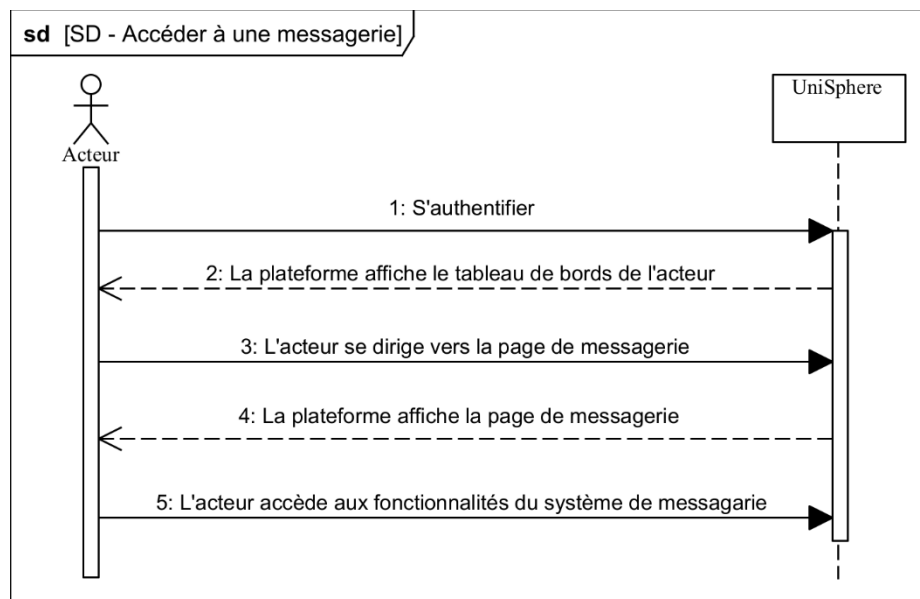 sd [SD - Accéder à une messagerie]
UniSphere
Acteur
1: S'authentifier
2: La plateforme affiche le tableau de bords de l'acteur
3: L'acteur se dirige vers la page de messagerie
4: La plateforme affiche la page de messagerie
5: L'acteur accède aux fonctionnalités du système de messagarie